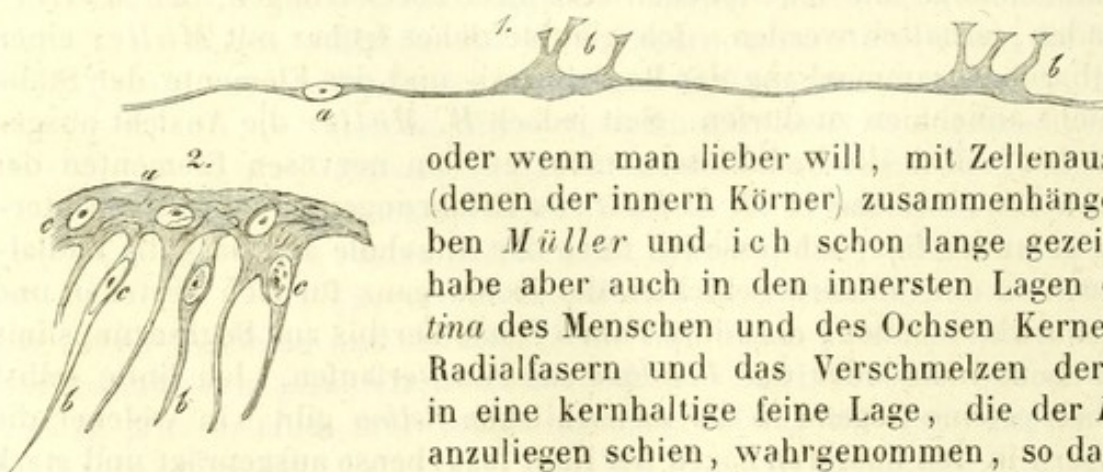 1. b b
a
2. a
c c c
b b
oder wenn man lieber will, mit Zellenaus
(denen der innern Körner) zusammenhänge
ben Müller und ich schon lange gezei
habe aber auch in den innersten Lagen
tina des Menschen und des Ochsen Kerne
Radialfasern und das Verschmelzen der
in eine kernhaltige feine Lage, die der
anzuliegen schien, wahrgenommen, so da